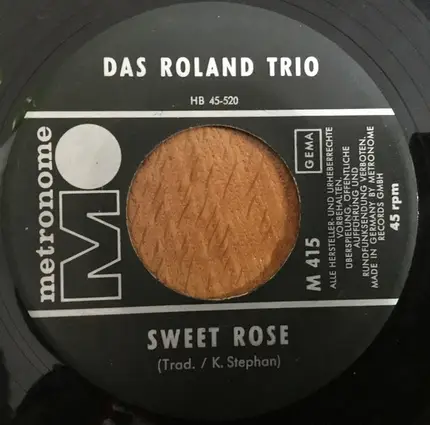 DAS ROLAND TRIO
HB 45-520
metronome
MO
GEMA
M 415
ALLE HERSTELLER- UND URHEBERRECHTE
VORBEHALTEN.
ÜBERSPIELUNG, ÖFFENTLICHE
AUFFÜHRUNG UND
RUNDFUNKSENDUNG VERBOTEN.
MADE IN GERMANY BY METRONOME
RECORDS GMBH
45 rpm
SWEET ROSE
(Trad. / K. Stephan)